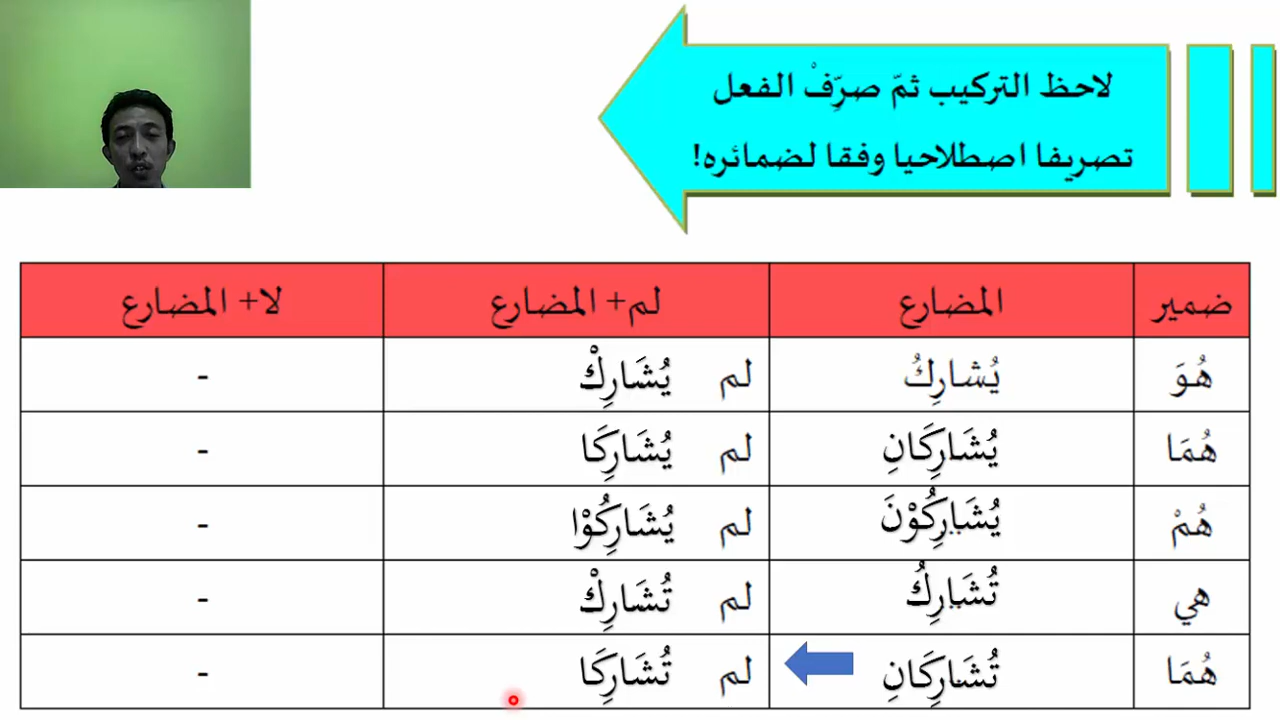 لاحظ التركيب ثمّ صرِّفْ الفعل
تصريفا اصطلاحيا وفقا لضمائره!
ضمير المضارع لم+ المضارع لا+ المضارع
هُوَ يُشارِكُ لم يُشَارِكْ -
هُمَا يُشَارِكَانِ لم يُشَارِكَا -
هُمْ يُشَارِكُوْنَ لم يُشَارِكُوْا -
هي تُشَارِكُ لم تُشَارِكْ -
هُمَا تُشَارِكَانِ لم تُشَارِكَا -